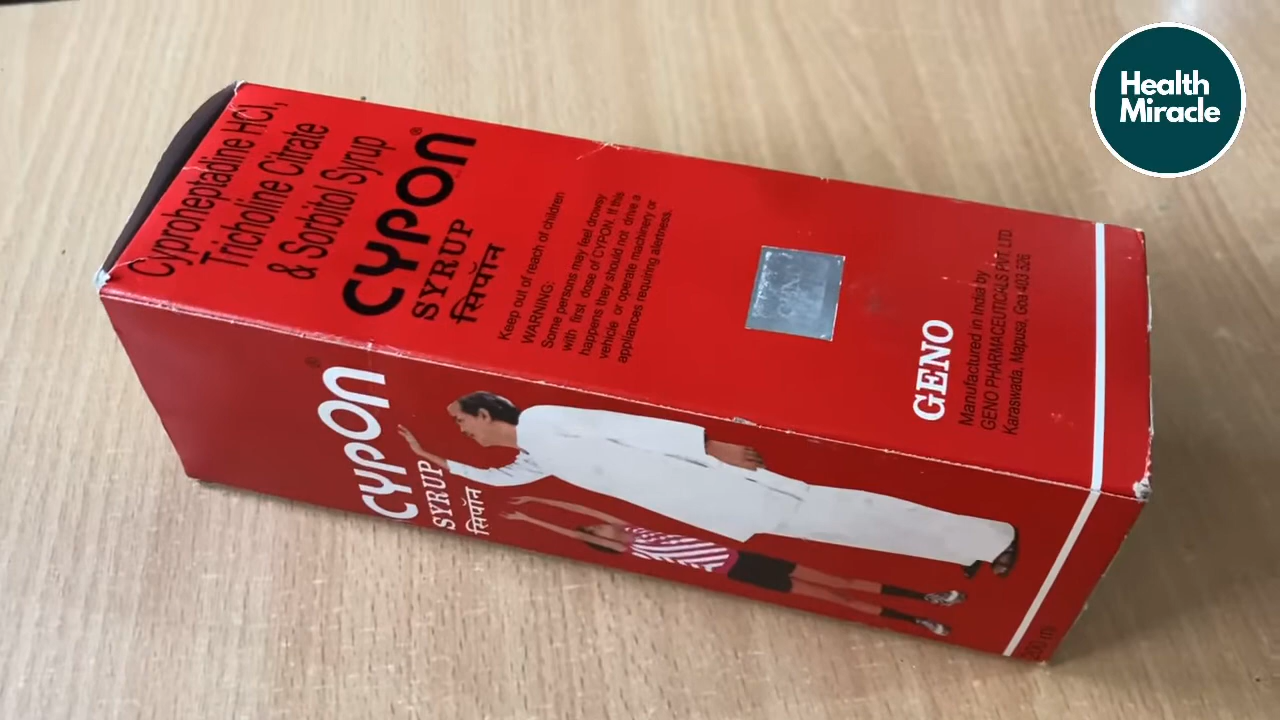 Health
Miracle
Cyproheptadine HCl,
Tricholine Citrate
& Sorbitol Syrup
CYPON®
SYRUP
सिपॉन
Keep out of reach of children
WARNING:
Some persons may feel drowsy
with first dose of CYPON. If this
happens they should not drive a
vehicle or operate machinery or
appliances requiring alertness.
GENO
Manufactured in India by
GENO PHARMACEUTICALS PVT. LTD
Karaswada, Mapusa, Goa 403 526
CYPON®
SYRUP
सिपॉन